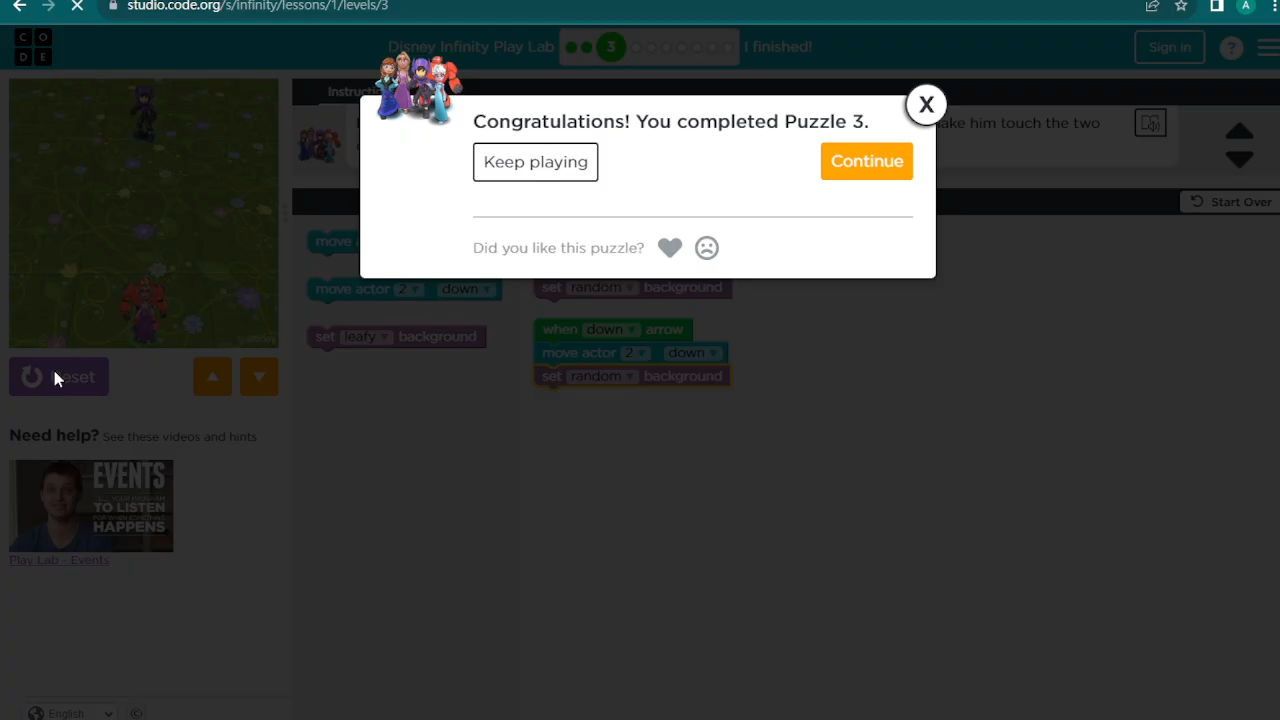 studio.code.org/s/infinity/lessons/1/levels/3
A
C O
D E
Disney Infinity Play Lab 3 I finished!
Sign in ?
Congratulations! You completed Puzzle 3.
X
Keep playing
Continue
Did you like this puzzle?
ake him touch the two
Start Over
move
move actor 2 down
set leafy background
set random background
when down arrow
move actor 2 down
set random background
Reset
Need help? See these videos and hints
EVENTS
TO LISTEN
HAPPENS
Play Lab - Events
English ©